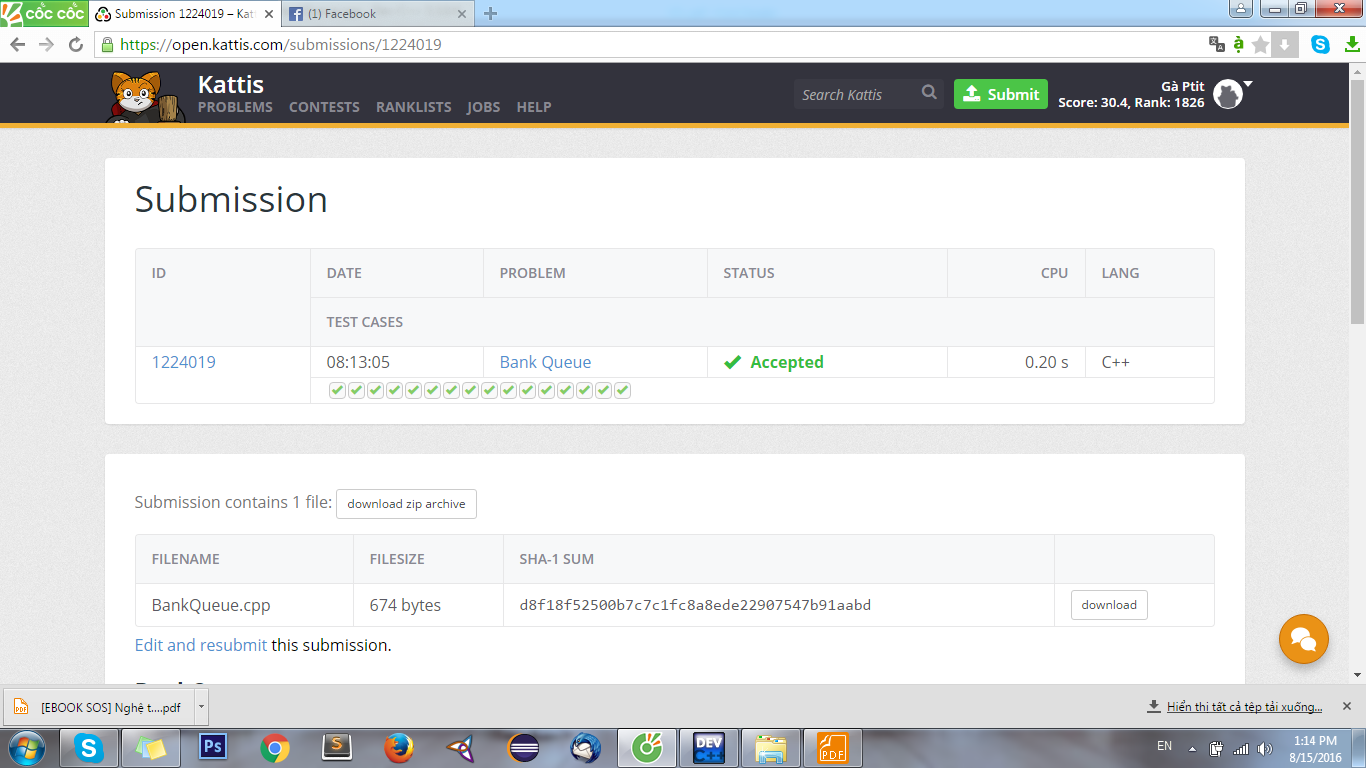 CỐC CỐC
Submission 1224019 – Kat
(1) Facebook
https://open.kattis.com/submissions/1224019
Kattis
PROBLEMS CONTESTS RANKLISTS JOBS HELP
Search Kattis
Submit
Gà Ptit
Score: 30.4, Rank: 1826
Submission
ID DATE PROBLEM STATUS CPU LANG
TEST CASES
1224019 08:13:05 Bank Queue Accepted 0.20 s C++
Submission contains 1 file: download zip archive
FILENAME FILESIZE SHA-1 SUM
BankQueue.cpp 674 bytes d8f18f52500b7c7c1fc8a8ede22907547b91aabd download
Edit and resubmit this submission.
[EBOOK SOS] Nghệ t....pdf
Hiển thị tất cả tệp tải xuống...
Ps
S
DEV C++
PDF
EN
1:14 PM
8/15/2016